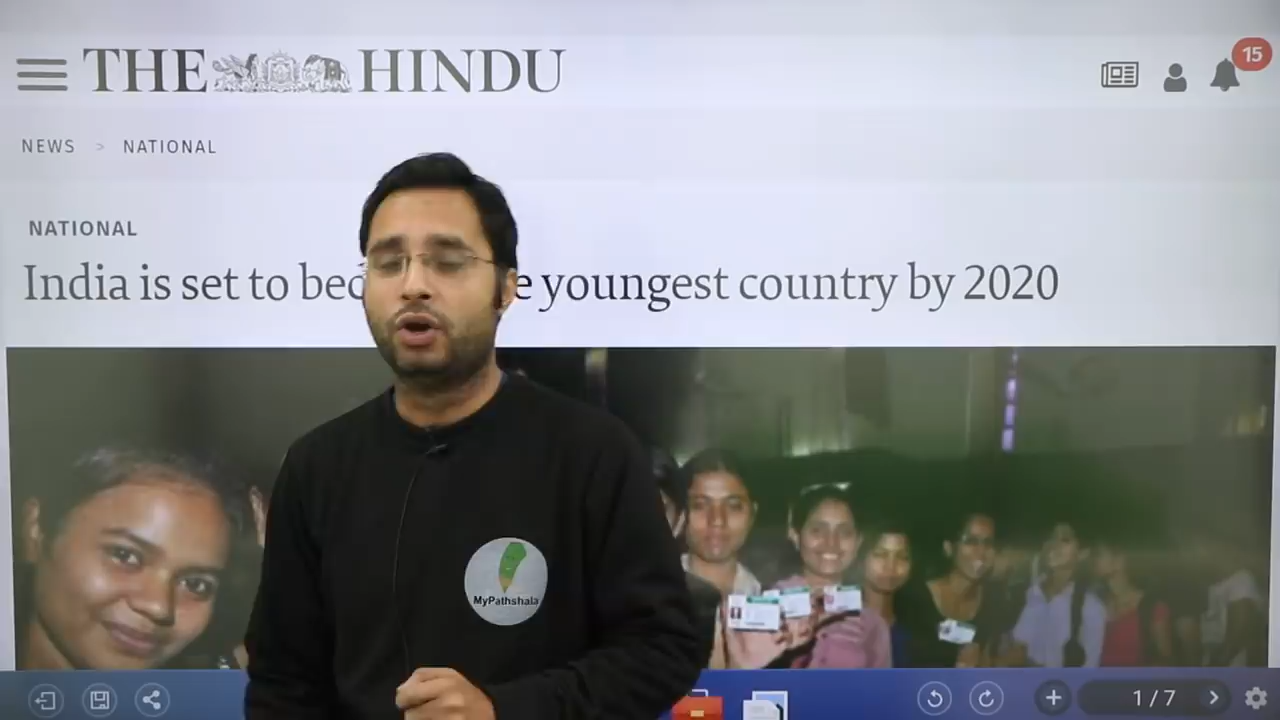 THE HINDU
15
NEWS > NATIONAL
NATIONAL
India is set to bec e youngest country by 2020
MyPathshala
1 / 7